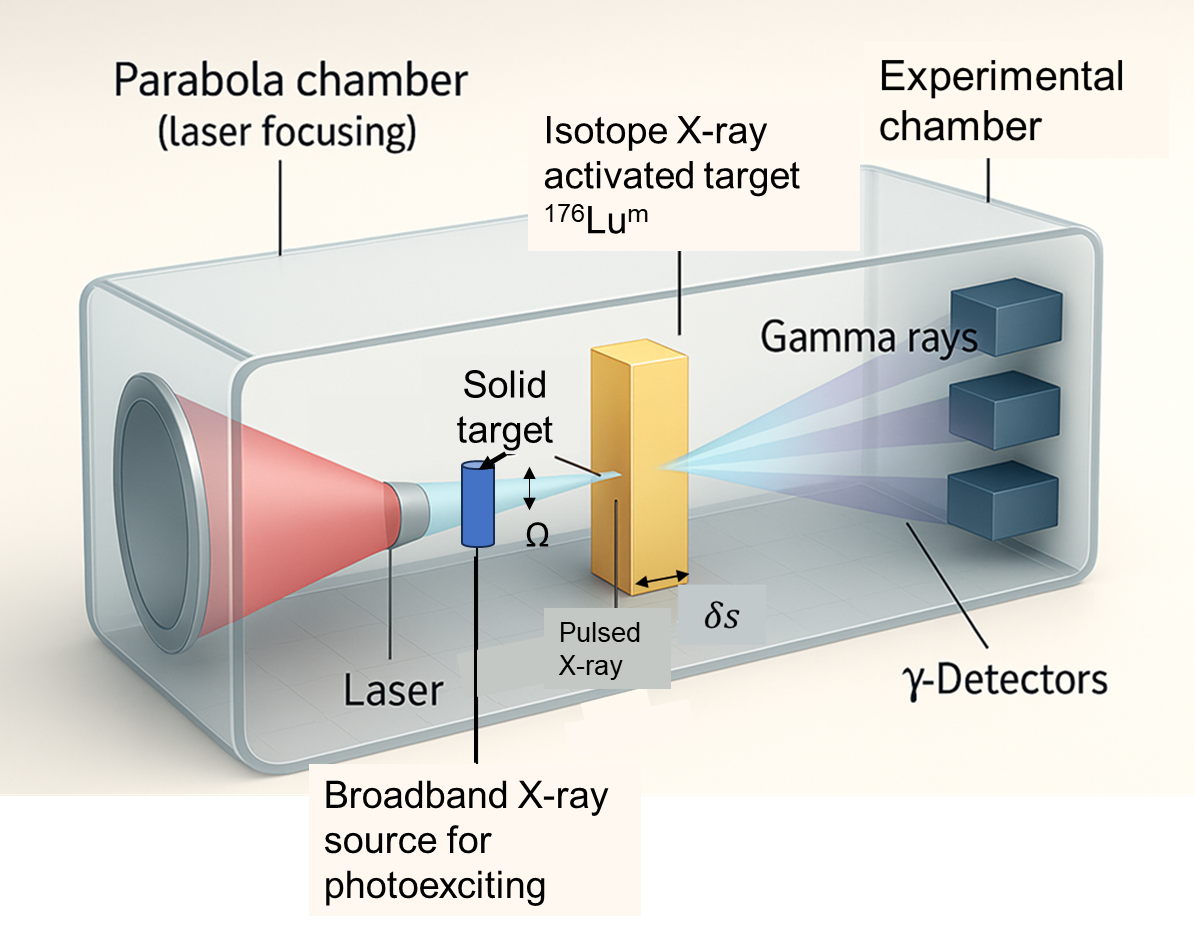 Parabola chamber
(laser focusing)
Experimental
chamber
Isotope X-ray
activated target
¹⁷⁶Luᵐ
Gamma rays
Solid
target
Ω
δs
Pulsed
X-ray
Laser
γ-Detectors
Broadband X-ray
source for
photoexciting